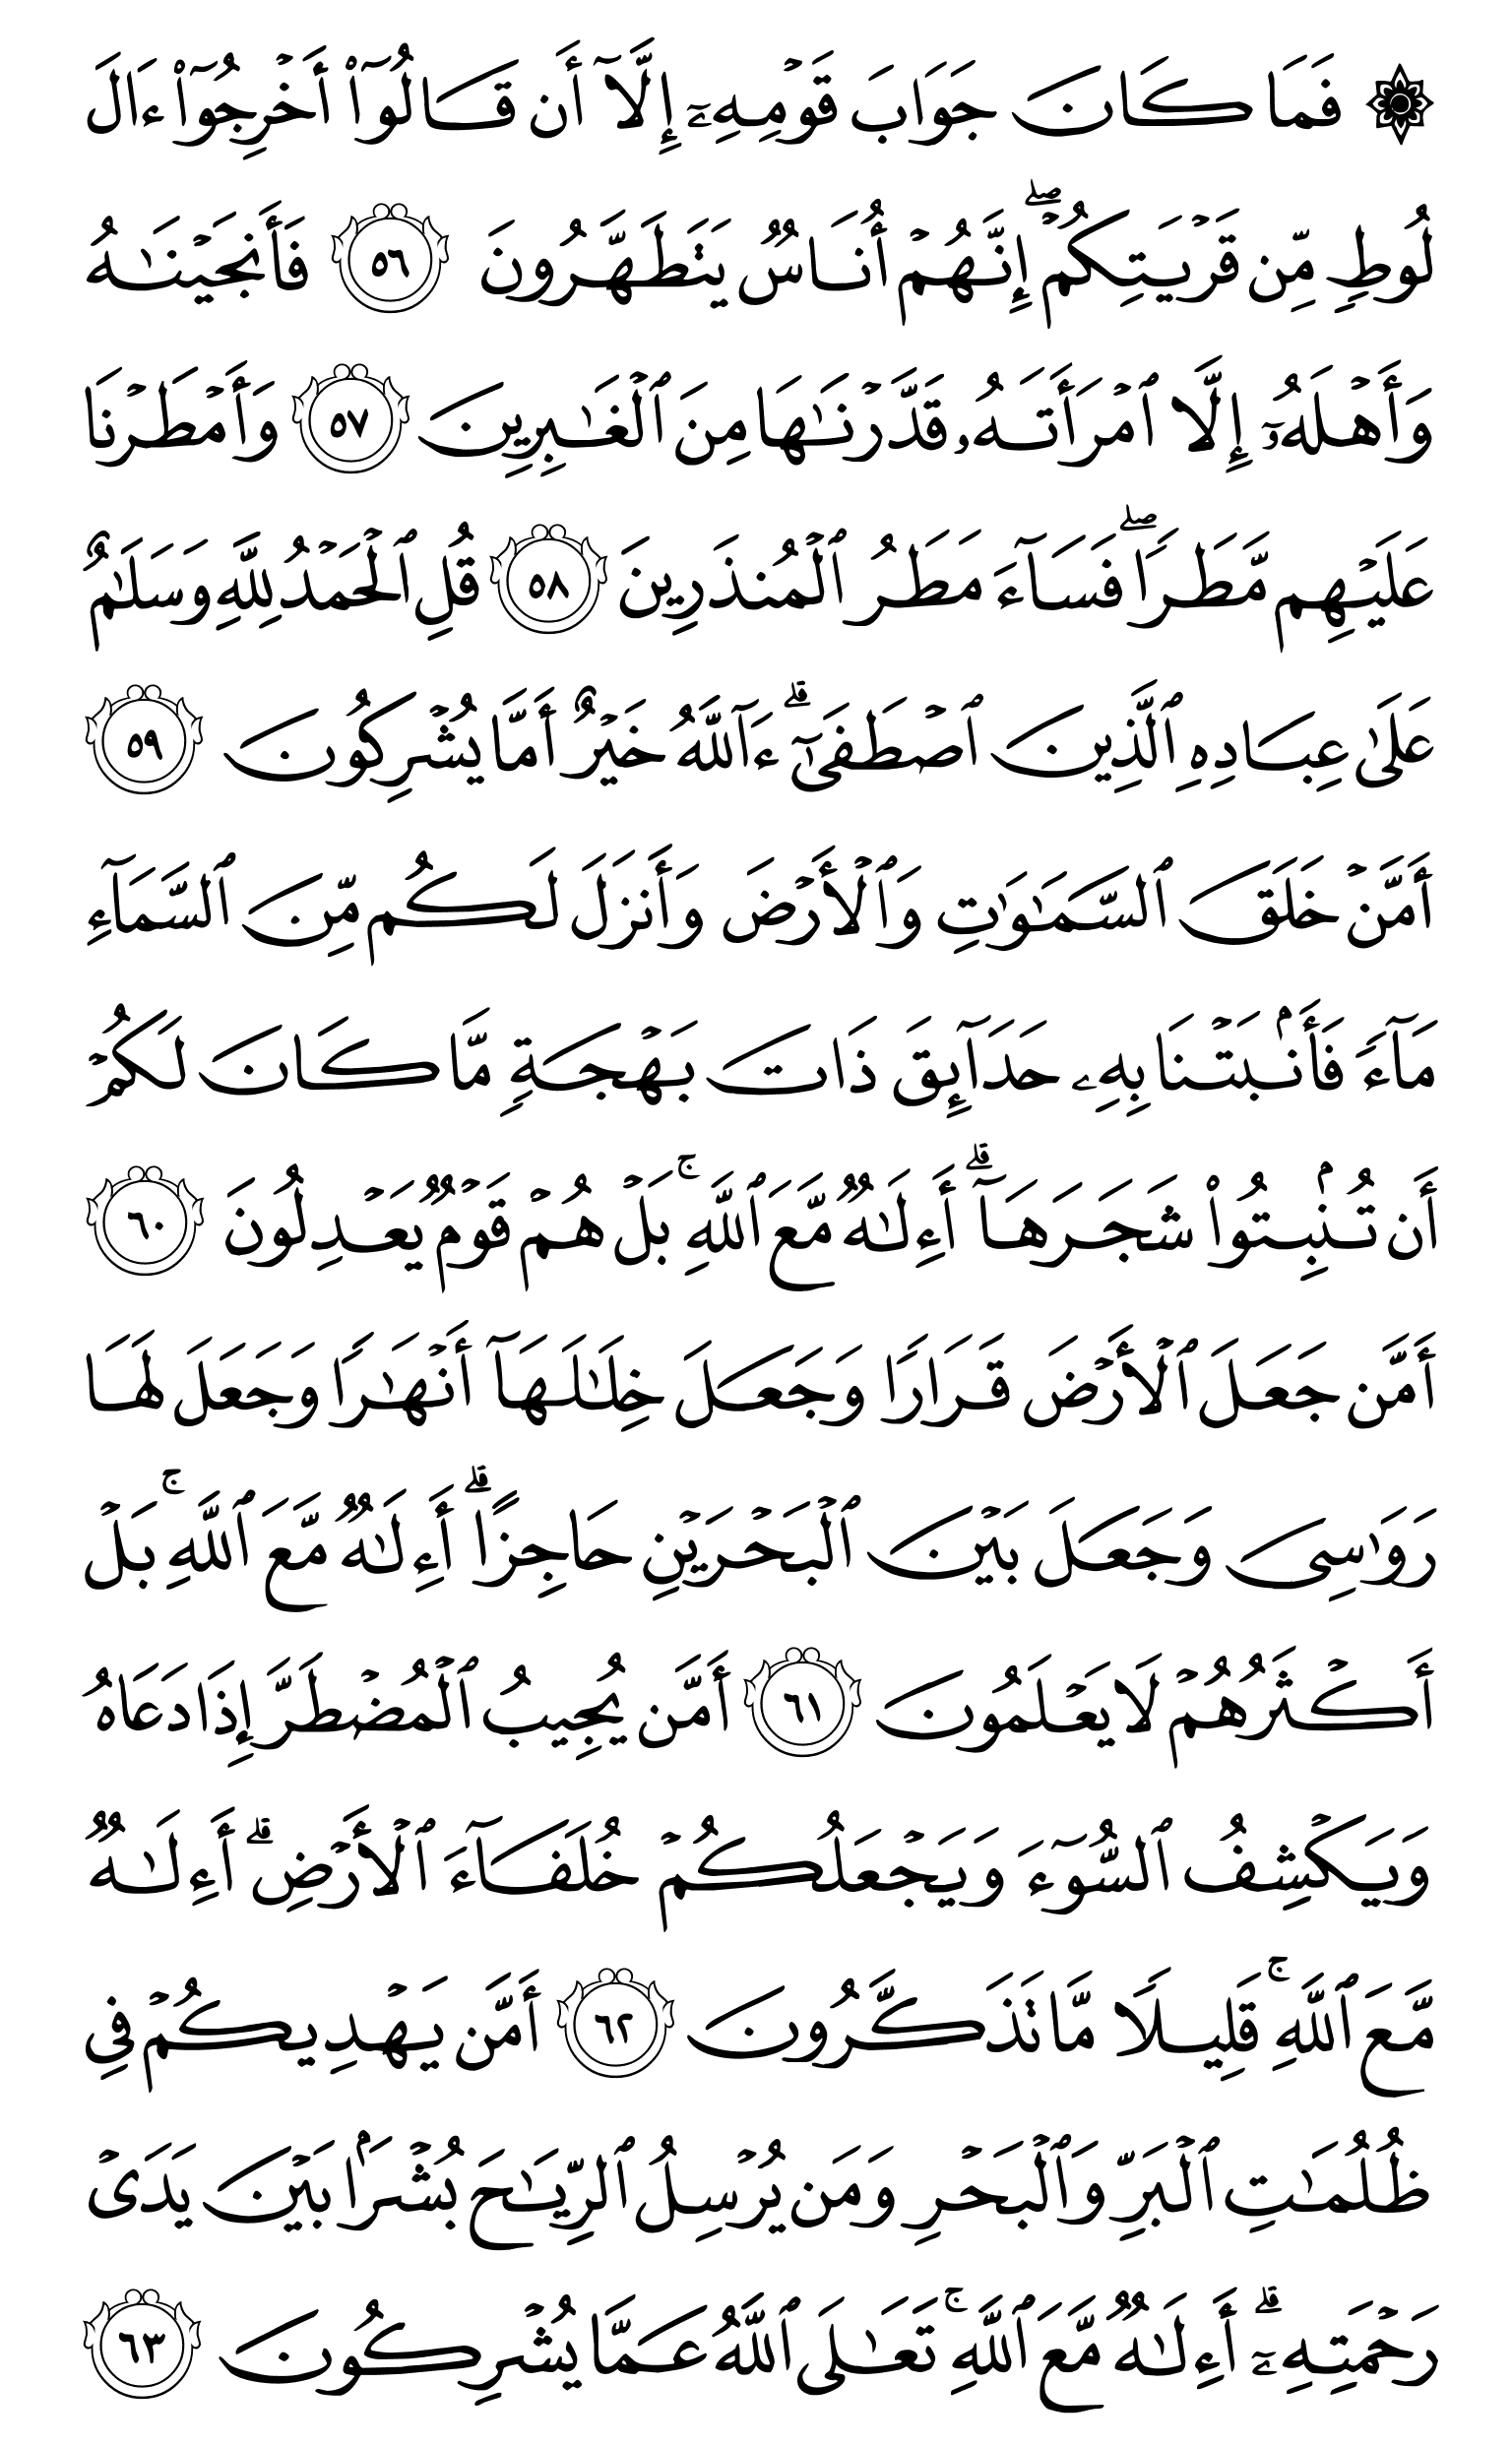 ۞ فَمَا كَانَ جَوَابَ قَوْمِهِۦٓ إِلَّآ أَن قَالُوٓا۟ أَخْرِجُوٓا۟ ءَالَ
لُوطٍ مِّن قَرْيَتِكُمْ ۖ إِنَّهُمْ أُنَاسٌ يَتَطَهَّرُونَ ٥٦ فَأَنجَيْنَـٰهُ
وَأَهْلَهُۥٓ إِلَّا ٱمْرَأَتَهُۥ قَدَّرْنَـٰهَا مِنَ ٱلْغَـٰبِرِينَ ٥٧ وَأَمْطَرْنَا
عَلَيْهِم مَّطَرًا ۖ فَسَآءَ مَطَرُ ٱلْمُنذَرِينَ ٥٨ قُلِ ٱلْحَمْدُ لِلَّهِ وَسَلَـٰمٌ
عَلَىٰ عِبَادِهِ ٱلَّذِينَ ٱصْطَفَىٰٓ ۗ ءَآللَّهُ خَيْرٌ أَمَّا يُشْرِكُونَ ٥٩
أَمَّنْ خَلَقَ ٱلسَّمَـٰوَٰتِ وَٱلْأَرْضَ وَأَنزَلَ لَكُم مِّنَ ٱلسَّمَآءِ
مَآءً فَأَنۢبَتْنَا بِهِۦ حَدَآئِقَ ذَاتَ بَهْجَةٍ مَّا كَانَ لَكُمْ
أَن تُنۢبِتُوا۟ شَجَرَهَآ ۗ أَءِلَـٰهٌ مَّعَ ٱللَّهِ ۚ بَلْ هُمْ قَوْمٌ يَعْدِلُونَ ٦٠
أَمَّن جَعَلَ ٱلْأَرْضَ قَرَارًا وَجَعَلَ خِلَـٰلَهَآ أَنْهَـٰرًا وَجَعَلَ لَهَا
رَوَٰسِىَ وَجَعَلَ بَيْنَ ٱلْبَحْرَيْنِ حَاجِزًا ۗ أَءِلَـٰهٌ مَّعَ ٱللَّهِ ۚ بَلْ
أَكْثَرُهُمْ لَا يَعْلَمُونَ ٦١ أَمَّن يُجِيبُ ٱلْمُضْطَرَّ إِذَا دَعَاهُ
وَيَكْشِفُ ٱلسُّوٓءَ وَيَجْعَلُكُمْ خُلَفَآءَ ٱلْأَرْضِ ۗ أَءِلَـٰهٌ
مَّعَ ٱللَّهِ ۚ قَلِيلًا مَّا تَذَكَّرُونَ ٦٢ أَمَّن يَهْدِيكُمْ فِى
ظُلُمَـٰتِ ٱلْبَرِّ وَٱلْبَحْرِ وَمَن يُرْسِلُ ٱلرِّيَـٰحَ بُشْرًۢا بَيْنَ يَدَىْ
رَحْمَتِهِۦٓ ۗ أَءِلَـٰهٌ مَّعَ ٱللَّهِ ۚ تَعَـٰلَى ٱللَّهُ عَمَّا يُشْرِكُونَ ٦٣